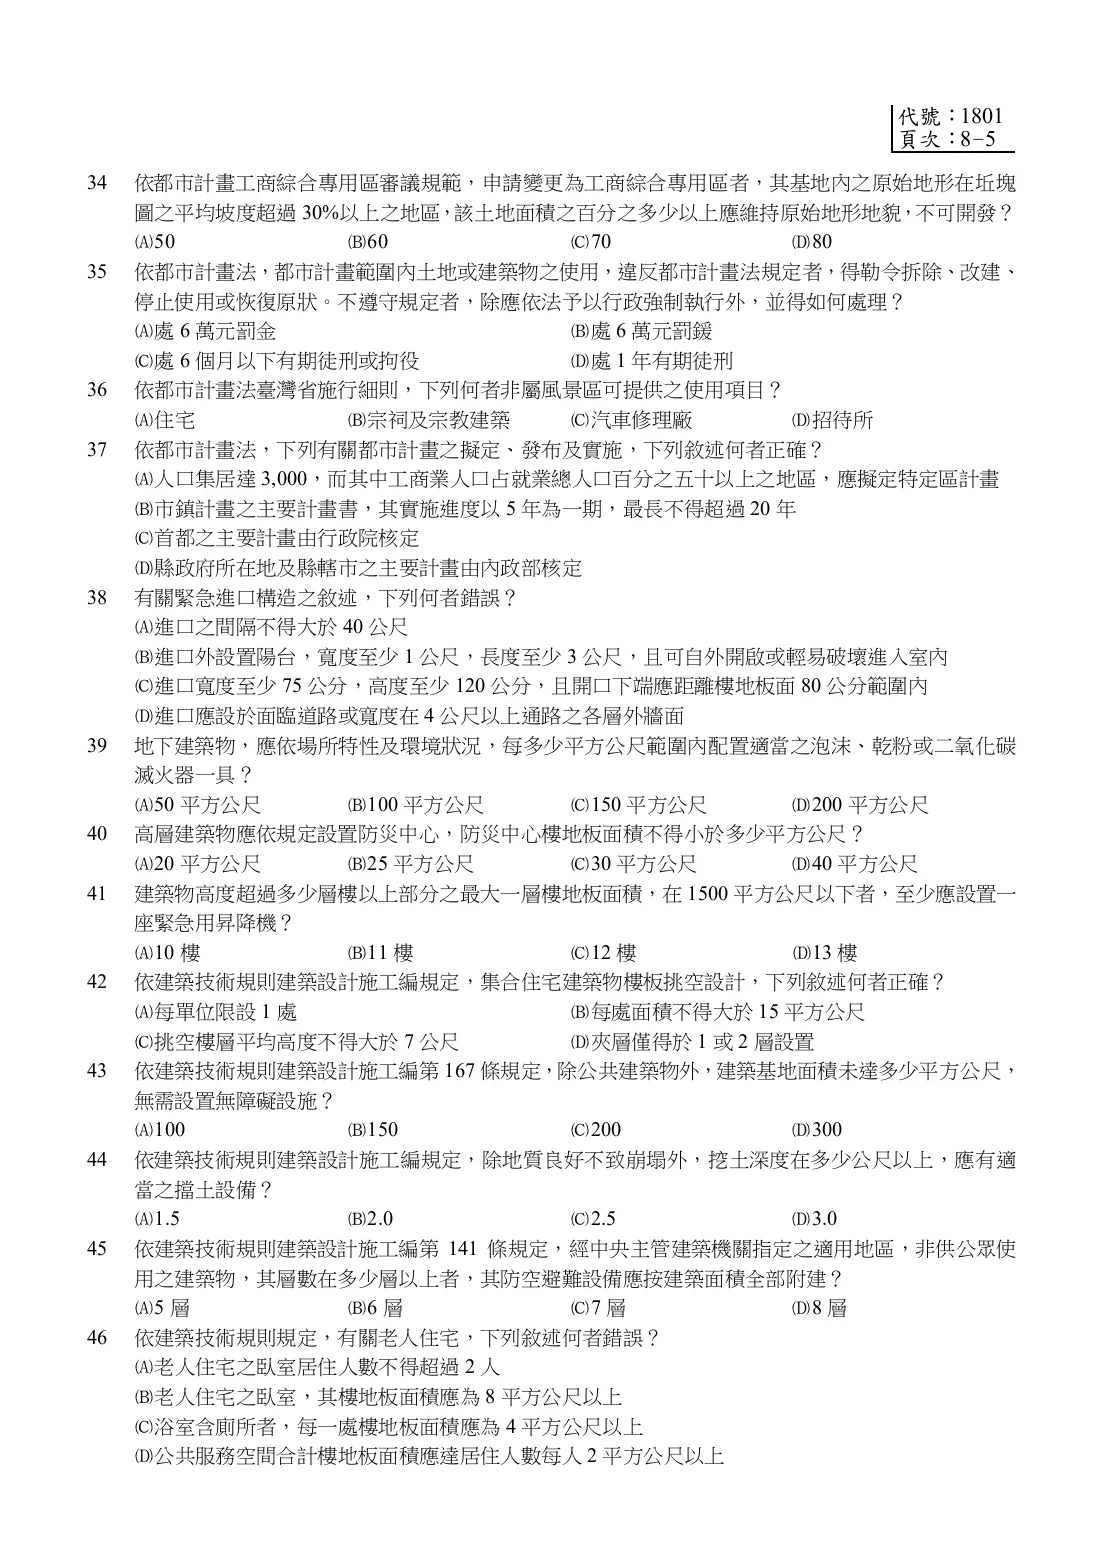 代號：1801
頁次：8－5
34 依都市計畫工商綜合專用區審議規範，申請變更為工商綜合專用區者，其基地內之原始地形在坵塊
圖之平均坡度超過 30%以上之地區，該土地面積之百分之多少以上應維持原始地形地貌，不可開發？
(A)50 (B)60 (C)70 (D)80
35 依都市計畫法，都市計畫範圍內土地或建築物之使用，違反都市計畫法規定者，得勒令拆除、改建、
停止使用或恢復原狀。不遵守規定者，除應依法予以行政強制執行外，並得如何處理？
(A)處 6 萬元罰金 (B)處 6 萬元罰鍰
(C)處 6 個月以下有期徒刑或拘役 (D)處 1 年有期徒刑
36 依都市計畫法臺灣省施行細則，下列何者非屬風景區可提供之使用項目？
(A)住宅 (B)宗祠及宗教建築 (C)汽車修理廠 (D)招待所
37 依都市計畫法，下列有關都市計畫之擬定、發布及實施，下列敘述何者正確？
(A)人口集居達 3,000，而其中工商業人口占就業總人口百分之五十以上之地區，應擬定特定區計畫
(B)市鎮計畫之主要計畫書，其實施進度以 5 年為一期，最長不得超過 20 年
(C)首都之主要計畫由行政院核定
(D)縣政府所在地及縣轄市之主要計畫由內政部核定
38 有關緊急進口構造之敘述，下列何者錯誤？
(A)進口之間隔不得大於 40 公尺
(B)進口外設置陽台，寬度至少 1 公尺，長度至少 3 公尺，且可自外開啟或輕易破壞進入室內
(C)進口寬度至少 75 公分，高度至少 120 公分，且開口下端應距離樓地板面 80 公分範圍內
(D)進口應設於面臨道路或寬度在 4 公尺以上通路之各層外牆面
39 地下建築物，應依場所特性及環境狀況，每多少平方公尺範圍內配置適當之泡沫、乾粉或二氧化碳
滅火器一具？
(A)50 平方公尺 (B)100 平方公尺 (C)150 平方公尺 (D)200 平方公尺
40 高層建築物應依規定設置防災中心，防災中心樓地板面積不得小於多少平方公尺？
(A)20 平方公尺 (B)25 平方公尺 (C)30 平方公尺 (D)40 平方公尺
41 建築物高度超過多少層樓以上部分之最大一層樓地板面積，在 1500 平方公尺以下者，至少應設置一
座緊急用昇降機？
(A)10 樓 (B)11 樓 (C)12 樓 (D)13 樓
42 依建築技術規則建築設計施工編規定，集合住宅建築物樓板挑空設計，下列敘述何者正確？
(A)每單位限設 1 處 (B)每處面積不得大於 15 平方公尺
(C)挑空樓層平均高度不得大於 7 公尺 (D)夾層僅得於 1 或 2 層設置
43 依建築技術規則建築設計施工編第 167 條規定，除公共建築物外，建築基地面積未達多少平方公尺，
無需設置無障礙設施？
(A)100 (B)150 (C)200 (D)300
44 依建築技術規則建築設計施工編規定，除地質良好不致崩塌外，挖土深度在多少公尺以上，應有適
當之擋土設備？
(A)1.5 (B)2.0 (C)2.5 (D)3.0
45 依建築技術規則建築設計施工編第 141 條規定，經中央主管建築機關指定之適用地區，非供公眾使
用之建築物，其層數在多少層以上者，其防空避難設備應按建築面積全部附建？
(A)5 層 (B)6 層 (C)7 層 (D)8 層
46 依建築技術規則規定，有關老人住宅，下列敘述何者錯誤？
(A)老人住宅之臥室居住人數不得超過 2 人
(B)老人住宅之臥室，其樓地板面積應為 8 平方公尺以上
(C)浴室含廁所者，每一處樓地板面積應為 4 平方公尺以上
(D)公共服務空間合計樓地板面積應達居住人數每人 2 平方公尺以上